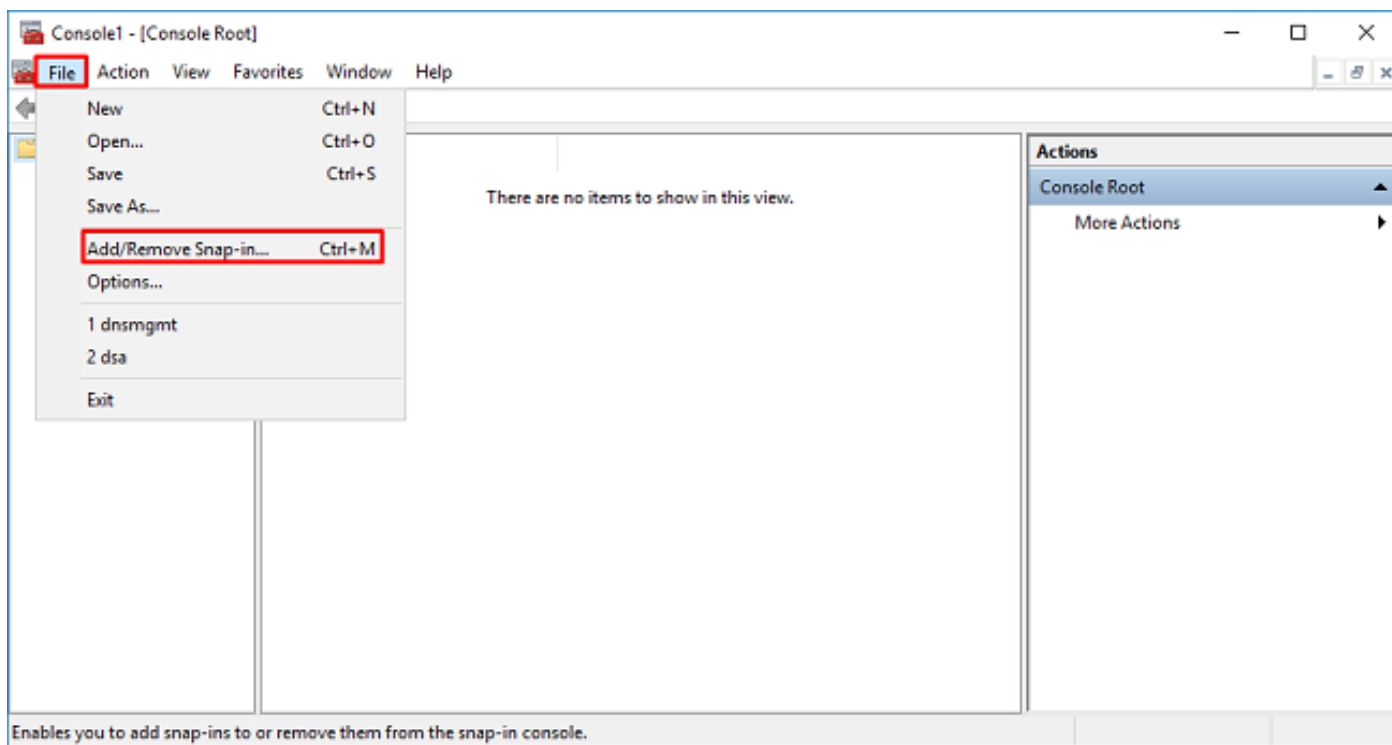 Console1 - [Console Root]
File Action View Favorites Window Help
New Ctrl+N
Open... Ctrl+O
Save Ctrl+S
Save As...
Add/Remove Snap-in... Ctrl+M
Options...
1 dnsmgmt
2 dsa
Exit
There are no items to show in this view.
Actions
Console Root
More Actions
Enables you to add snap-ins to or remove them from the snap-in console.